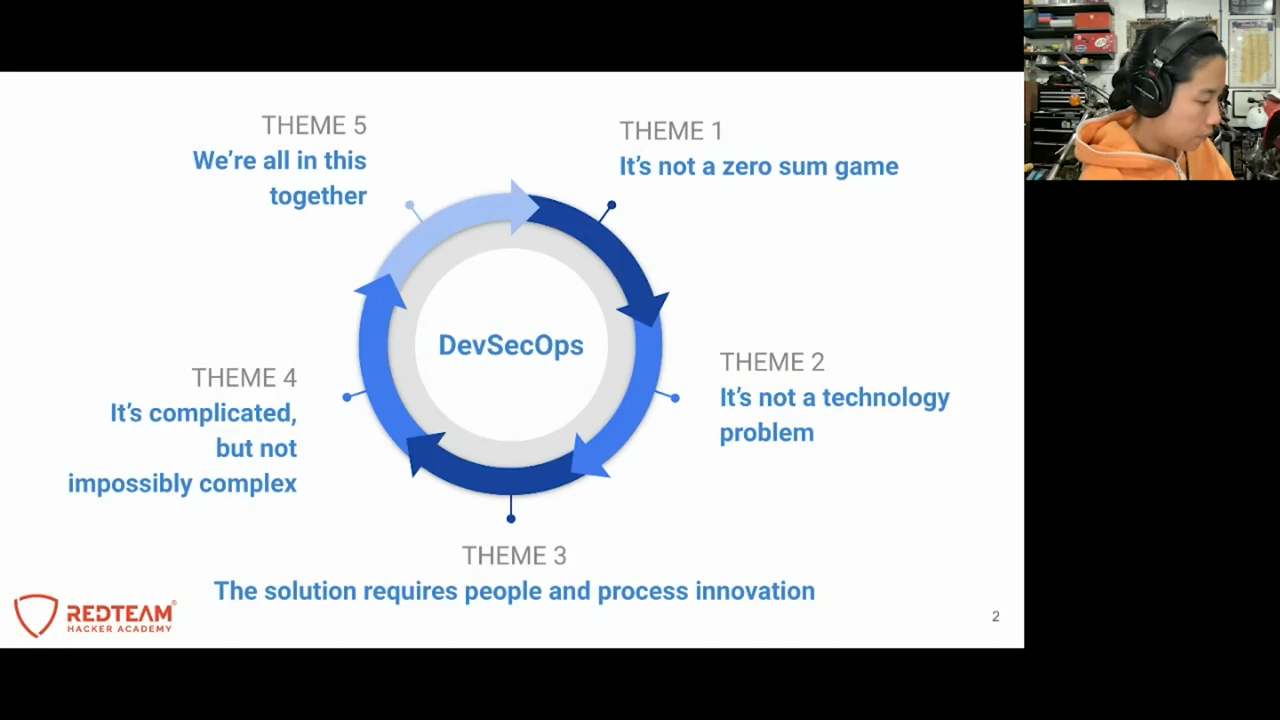 THEME 5
We're all in this
together
THEME 1
It's not a zero sum game
DevSecOps
THEME 4
It's complicated,
but not
impossibly complex
THEME 2
It's not a technology
problem
THEME 3
The solution requires people and process innovation
REDTEAM®
HACKER ACADEMY
2